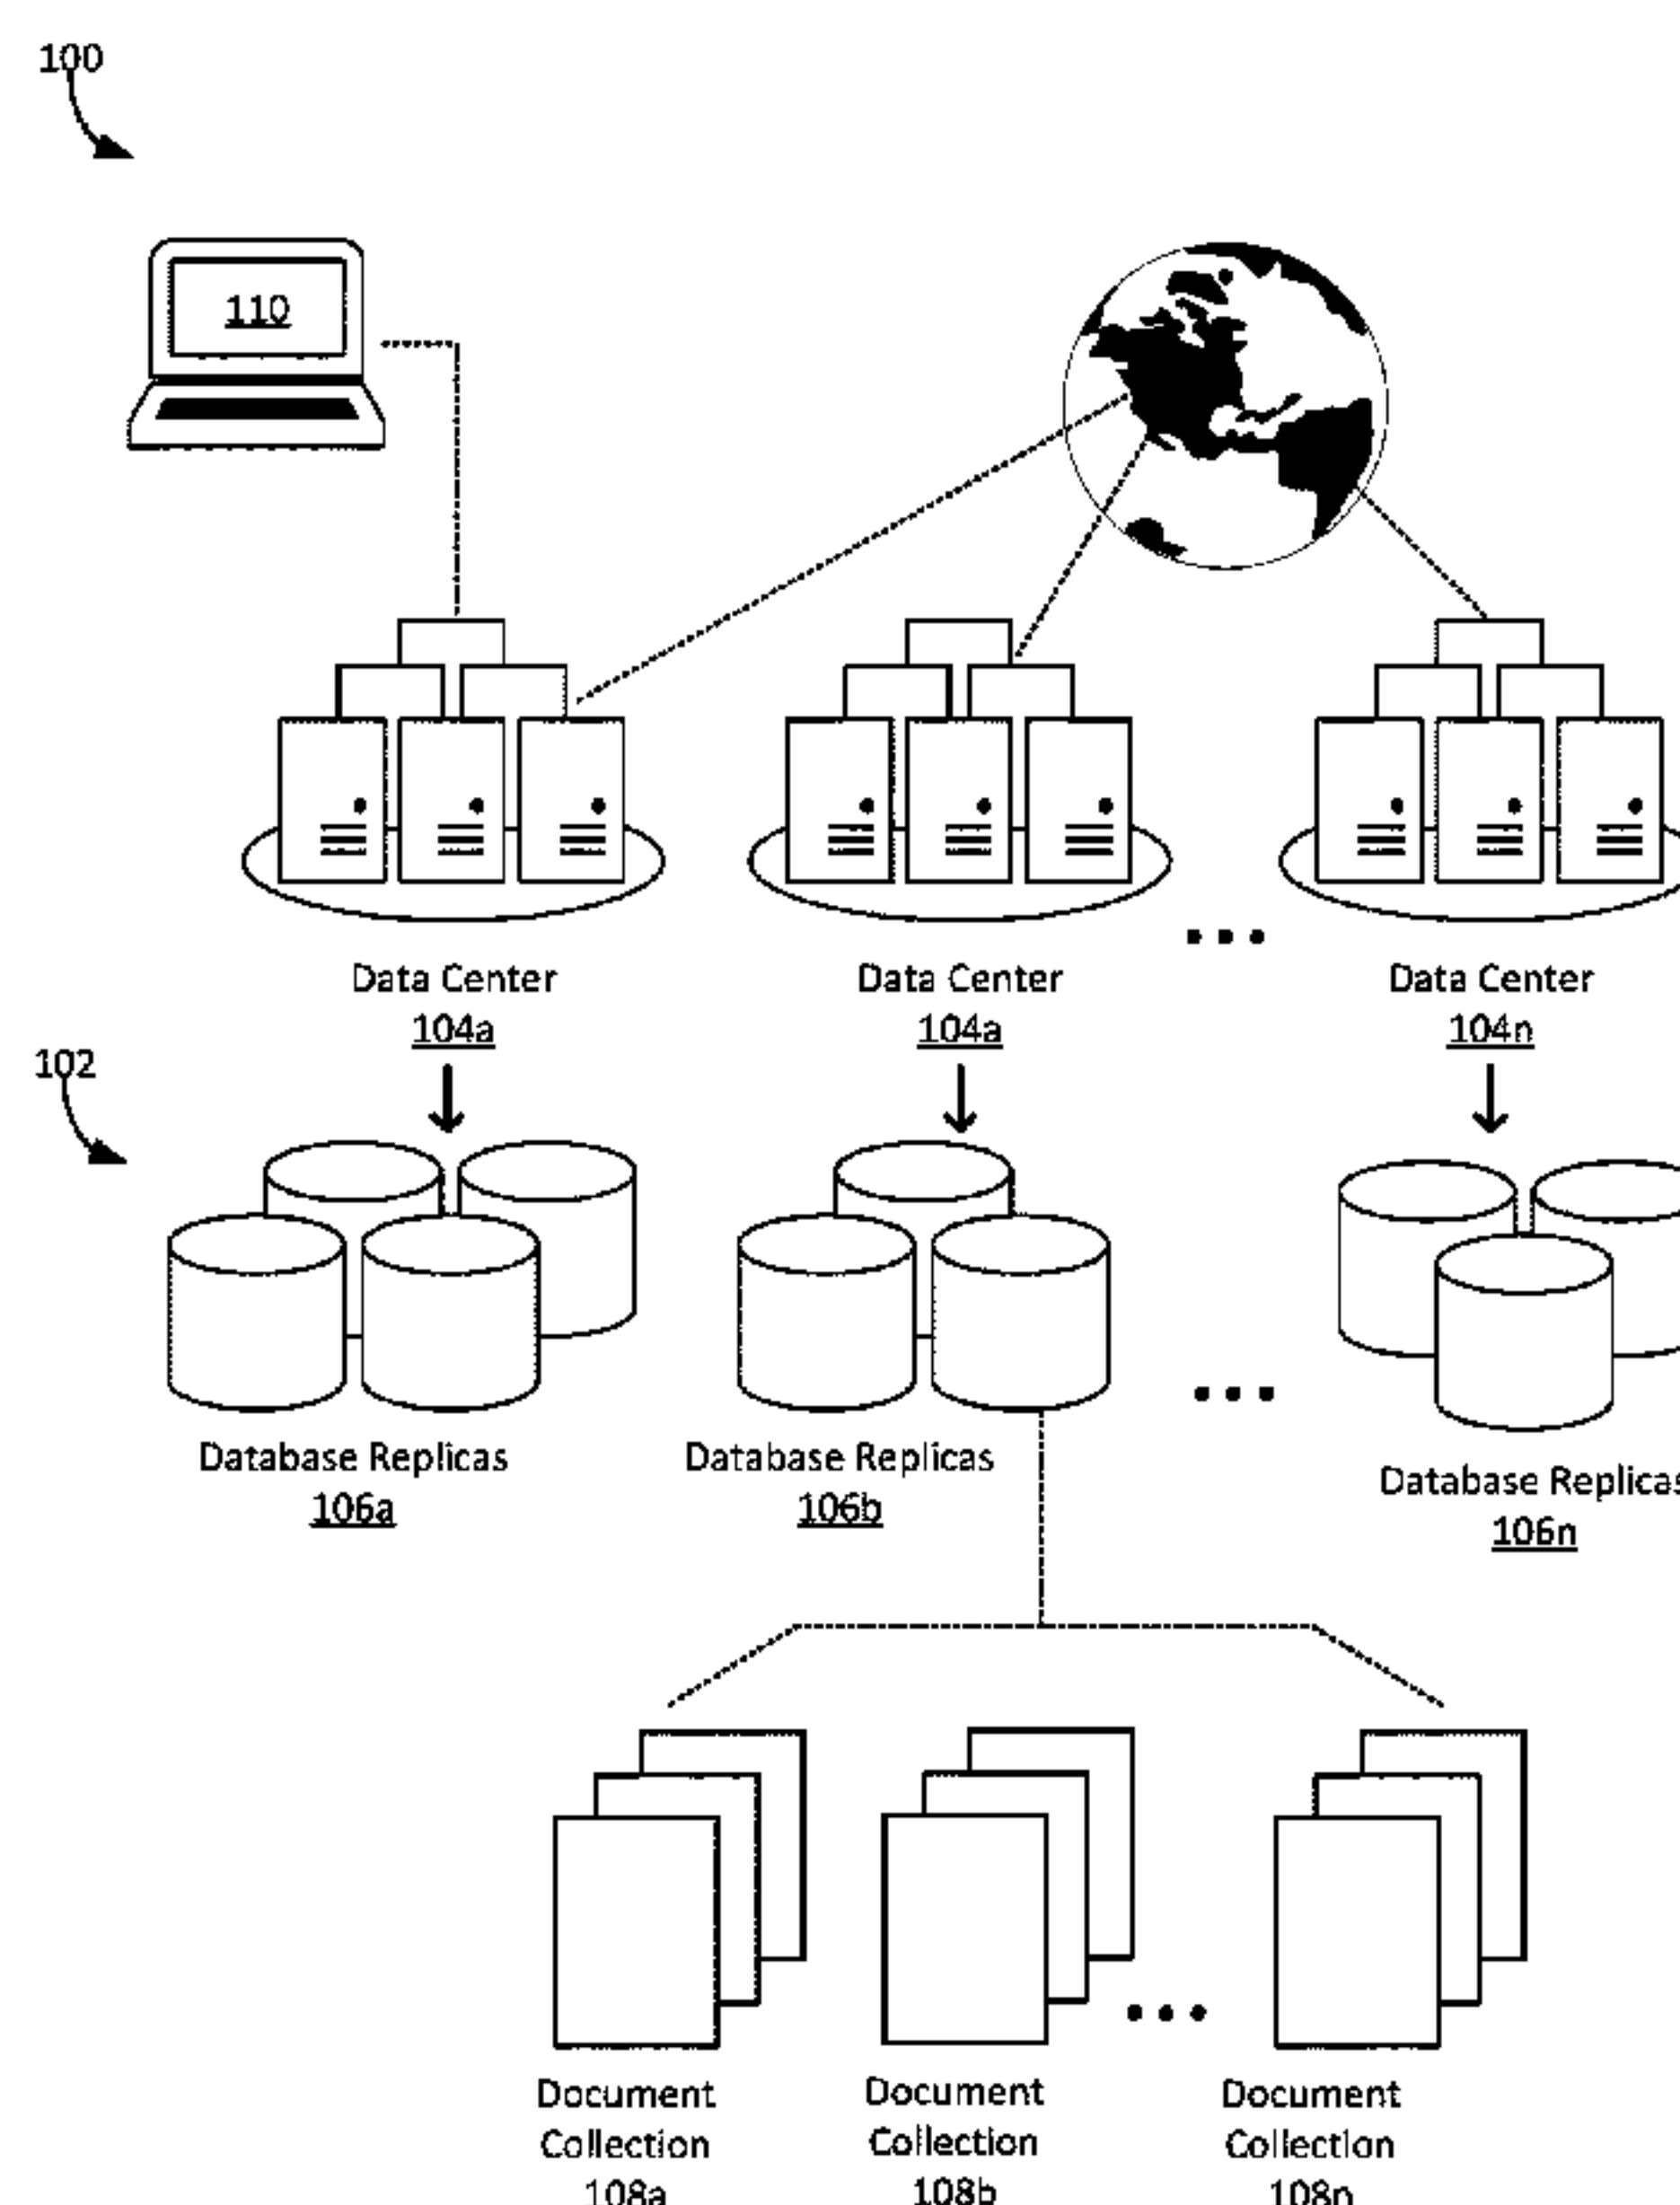 100
110
Data Center
104a
Data Center
104a
Data Center
104n
102
Database Replicas
106a
Database Replicas
106b
Database Replicas
106n
Document
Collection
108a
Document
Collection
108b
Document
Collection
108n